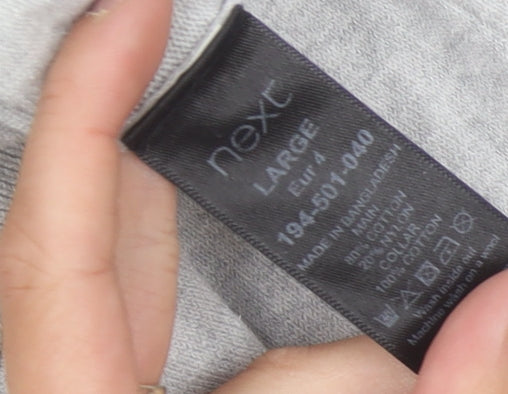 next
LARGE
Eur 4
194-501-040
MADE IN BANGLADESH
MAIN
80% COTTON
20% NYLON
COLLAR
100% COTTON
Wash inside out
Machine wash on a wool